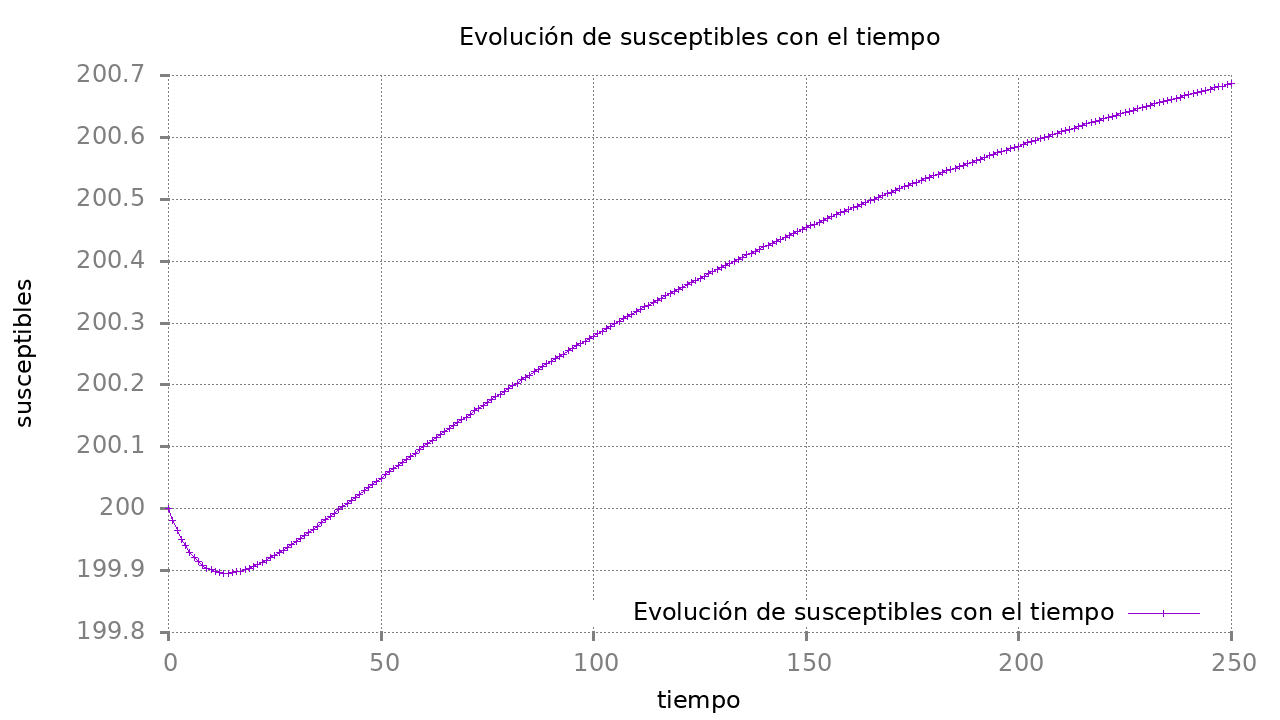 Evolución de susceptibles con el tiempo
200.7
200.6
200.5
200.4
200.3
200.2
200.1
200
199.9
199.8
susceptibles
Evolución de susceptibles con el tiempo
0 50 100 150 200 250
tiempo